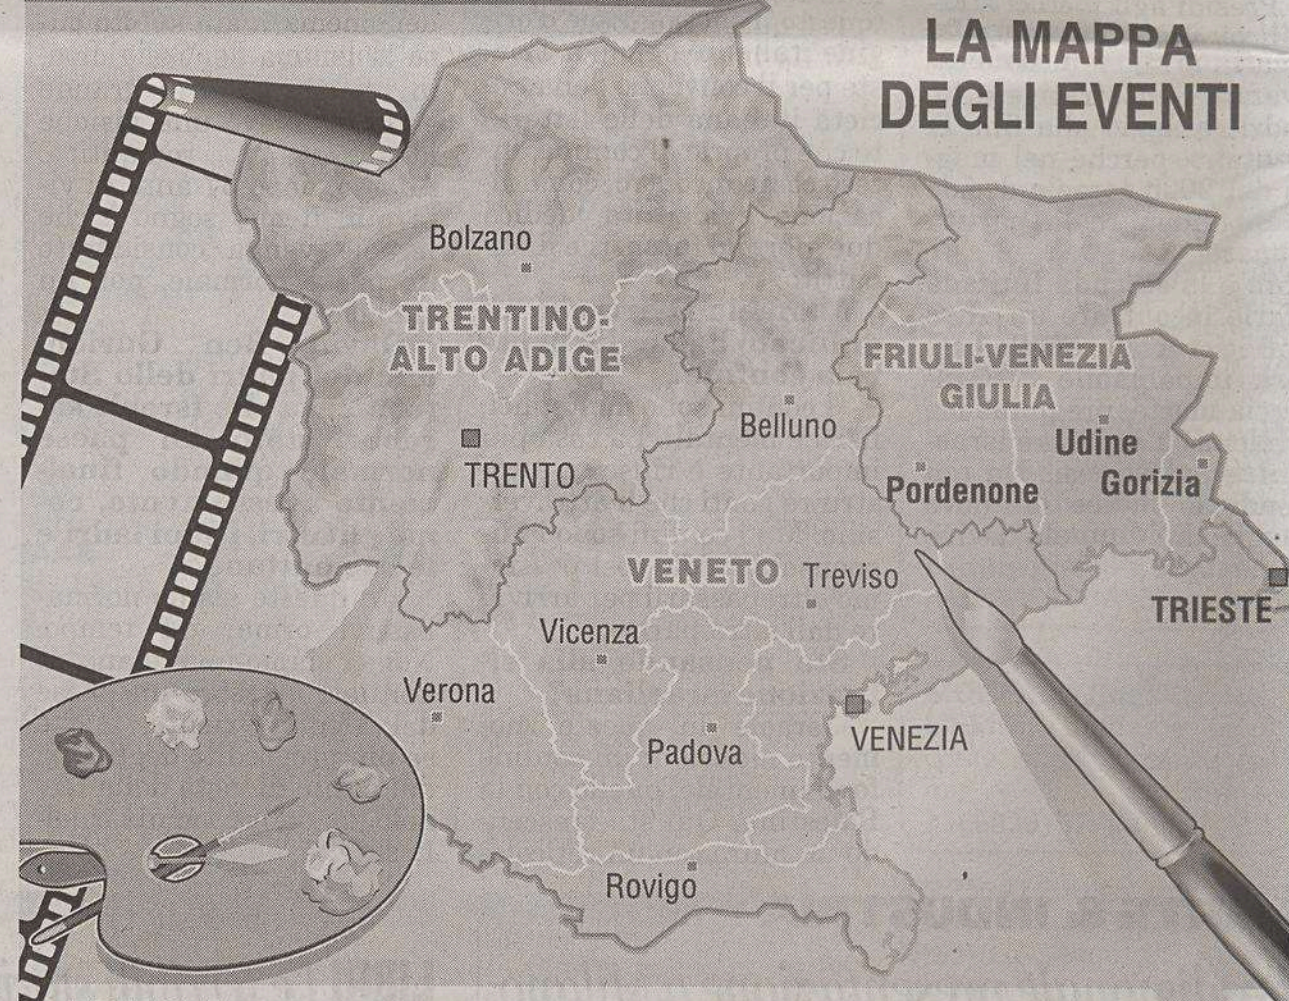 LA MAPPA
DEGLI EVENTI
Bolzano
TRENTINO-
ALTO ADIGE
TRENTO
Belluno
FRIULI-VENEZIA
GIULIA
Udine
Gorizia
Pordenone
TRIESTE
VENETO
Treviso
Vicenza
Verona
Padova
VENEZIA
Rovigo